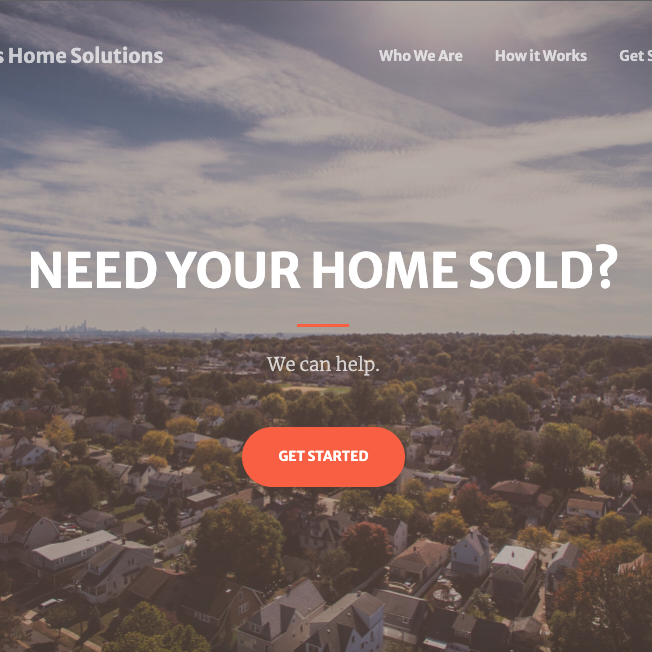 s Home Solutions
Who We Are
How it Works
Get S
NEED YOUR HOME SOLD?
We can help.
GET STARTED